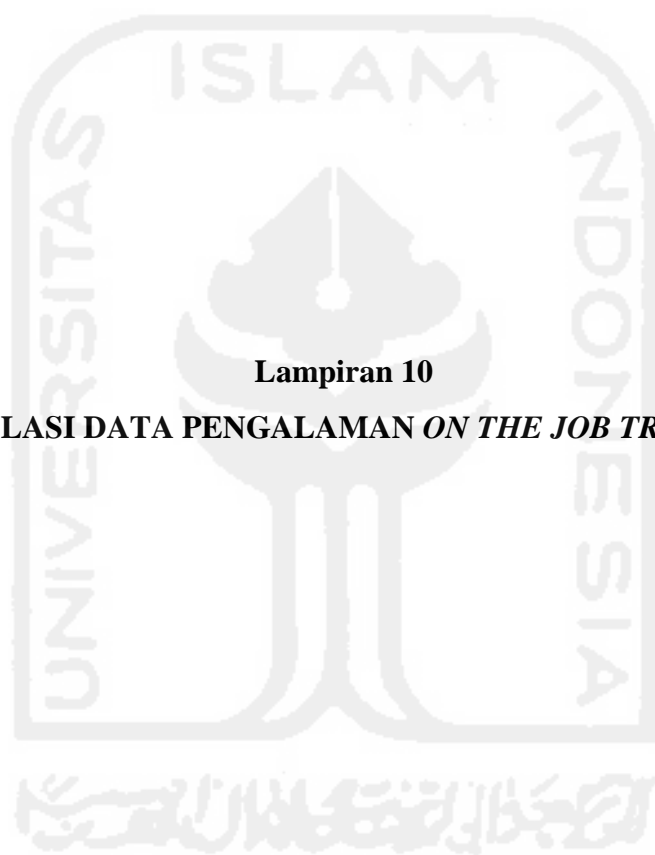 ISLAM
UNIVERSITAS
INDONESIA
Lampiran 10
LASI DATA PENGALAMAN ON THE JOB TR